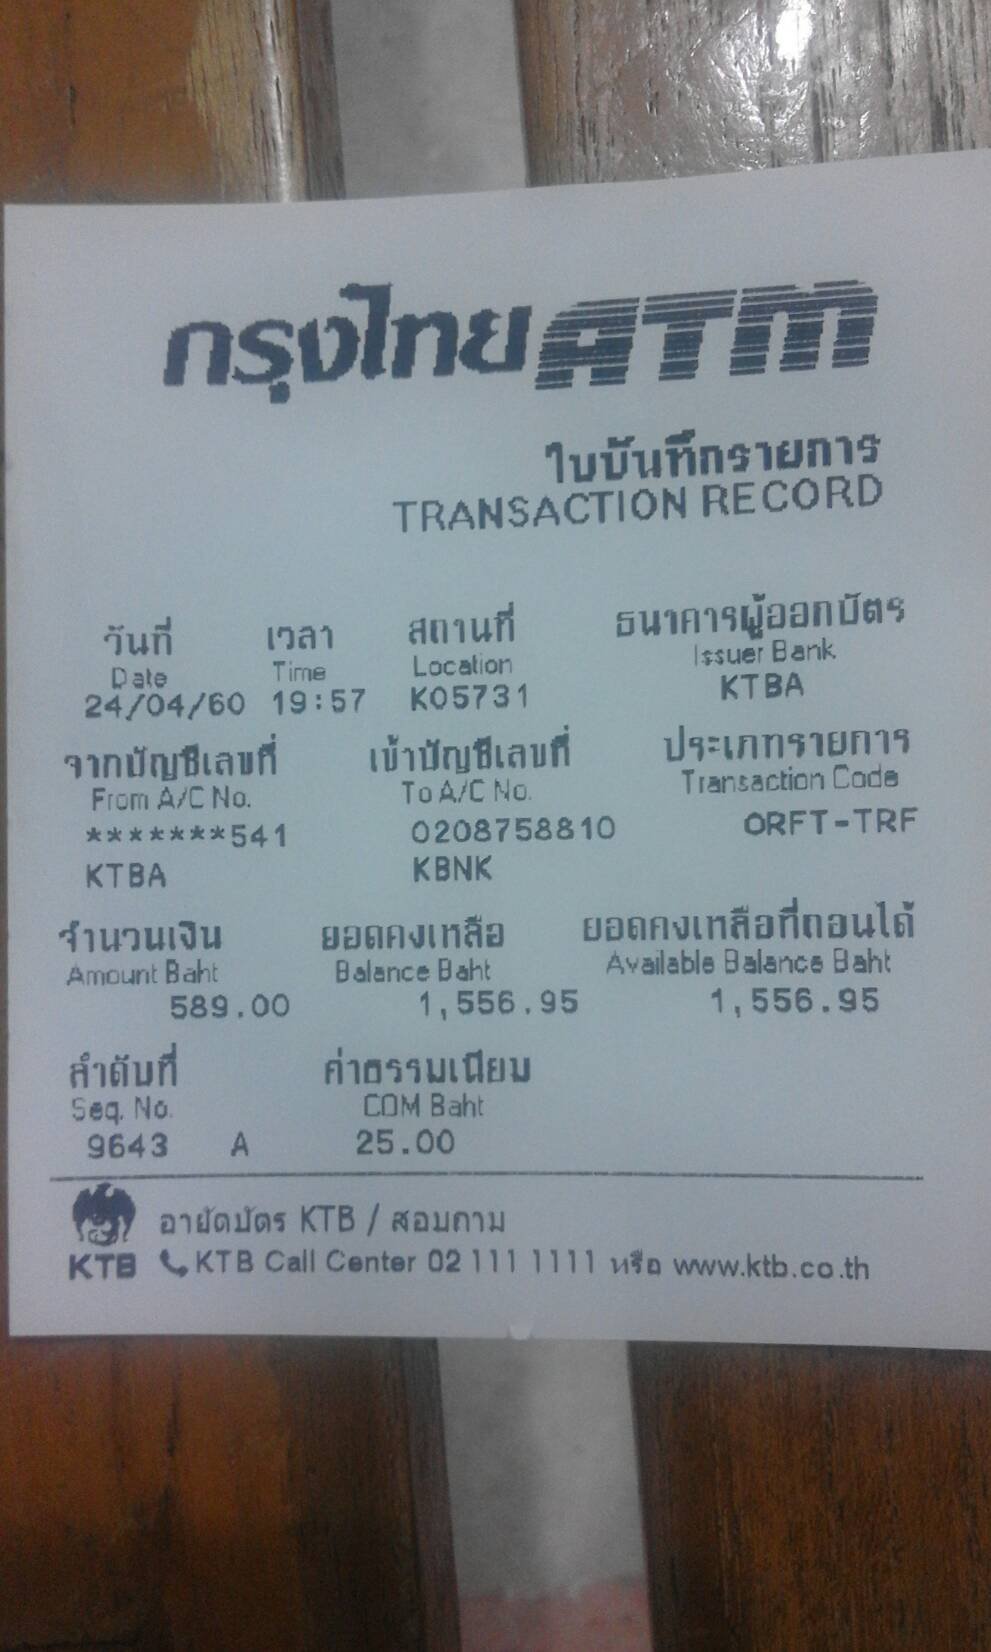 กรุงไทย ATM
ใบบันทึกรายการ
TRANSACTION RECORD
วันที่ เวลา สถานที่ ธนาคารผู้ออกบัตร
Date Time Location Issuer Bank
24/04/60 19:57 K05731 KTBA
จากบัญชีเลขที่ เข้าบัญชีเลขที่ ประเภทรายการ
From A/C No. To A/C No. Transaction Code
*******541 0208758810 ORFT-TRF
KTBA KBNK
จำนวนเงิน ยอดคงเหลือ ยอดคงเหลือที่ถอนได้
Amount Baht Balance Baht Available Balance Baht
589.00 1,556.95 1,556.95
ลำดับที่ ค่าธรรมเนียม
Seq. No. COM Baht
9643 A 25.00
อายัดบัตร KTB / สอบถาม
KTB KTB Call Center 02 111 1111 หรือ www.ktb.co.th